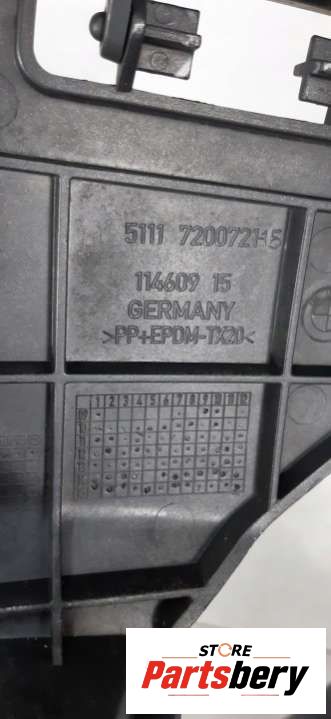 5111 7200721-15
114609 15
GERMANY
>PP+EPDM-TX20<
1 2 3 4 5 6 7 8 9 10 11 12
STORE
Partsbery